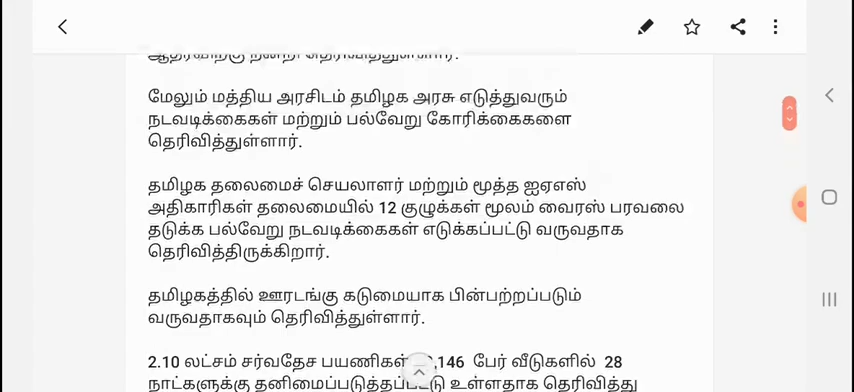 மேலும் மத்திய அரசிடம் தமிழக அரசு எடுத்துவரும்
நடவடிக்கைகள் மற்றும் பல்வேறு கோரிக்கைகளை
தெரிவித்துள்ளார்.
தமிழக தலைமைச் செயலாளர் மற்றும் மூத்த ஐஏஎஸ்
அதிகாரிகள் தலைமையில் 12 குழுக்கள் மூலம் வைரஸ் பரவலை
தடுக்க பல்வேறு நடவடிக்கைகள் எடுக்கப்பட்டு வருவதாக
தெரிவித்திருக்கிறார்.
தமிழகத்தில் ஊரடங்கு கடுமையாக பின்பற்றப்படும்
வருவதாகவும் தெரிவித்துள்ளார்.
2.10 லட்சம் சர்வதேச பயணிகள் பேர் வீடுகளில் 28
நாட்களுக்கு தனிமைப்படுத்தப்பட்டு உள்ளதாக தெரிவித்து